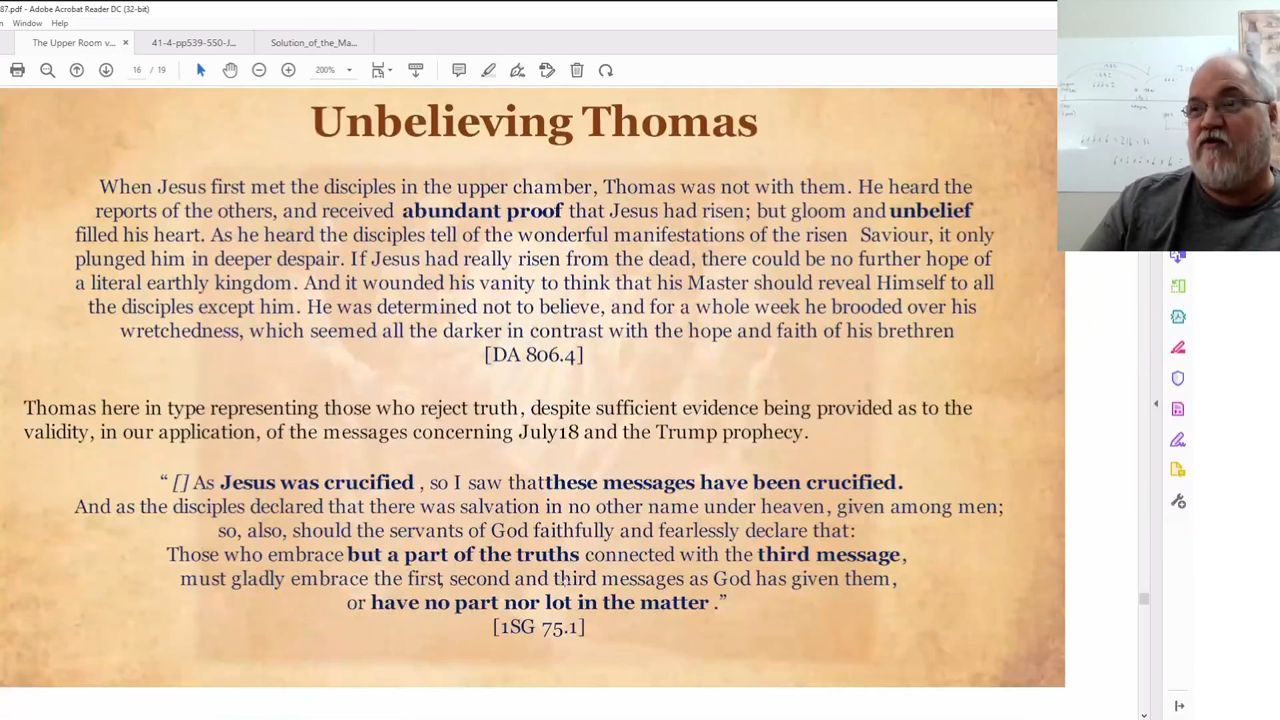 87.pdf - Adobe Acrobat Reader DC (32-bit)
Window Help
The Upper Room v... × 41-4-pp539-550-J... Solution_of_the_Ma...
16 / 19 200%
Unbelieving Thomas
When Jesus first met the disciples in the upper chamber, Thomas was not with them. He heard the
reports of the others, and received abundant proof that Jesus had risen; but gloom and unbelief
filled his heart. As he heard the disciples tell of the wonderful manifestations of the risen Saviour, it only
plunged him in deeper despair. If Jesus had really risen from the dead, there could be no further hope of
a literal earthly kingdom. And it wounded his vanity to think that his Master should reveal Himself to all
the disciples except him. He was determined not to believe, and for a whole week he brooded over his
wretchedness, which seemed all the darker in contrast with the hope and faith of his brethren
[DA 806.4]
Thomas here in type representing those who reject truth, despite sufficient evidence being provided as to the
validity, in our application, of the messages concerning July18 and the Trump prophecy.
“ [] As Jesus was crucified , so I saw that these messages have been crucified.
And as the disciples declared that there was salvation in no other name under heaven, given among men;
so, also, should the servants of God faithfully and fearlessly declare that:
Those who embrace but a part of the truths connected with the third message,
must gladly embrace the first, second and third messages as God has given them,
or have no part nor lot in the matter .”
[1SG 75.1]